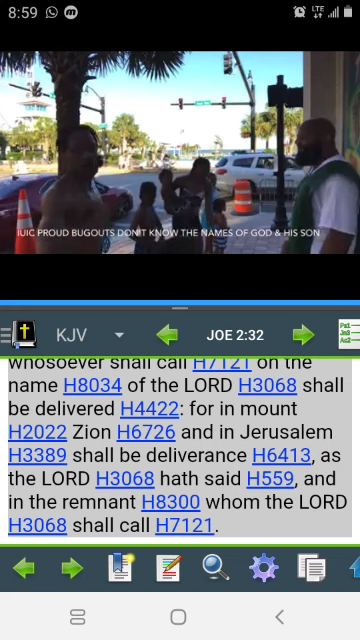 8:59 LTE
IUIC PROUD BUGOUTS DON'T KNOW THE NAMES OF GOD & HIS SON
KJV JOE 2:32
whosoever shall call H7121 on the
name H8034 of the LORD H3068 shall
be delivered H4422: for in mount
H2022 Zion H6726 and in Jerusalem
H3389 shall be deliverance H6413, as
the LORD H3068 hath said H559, and
in the remnant H8300 whom the LORD
H3068 shall call H7121.